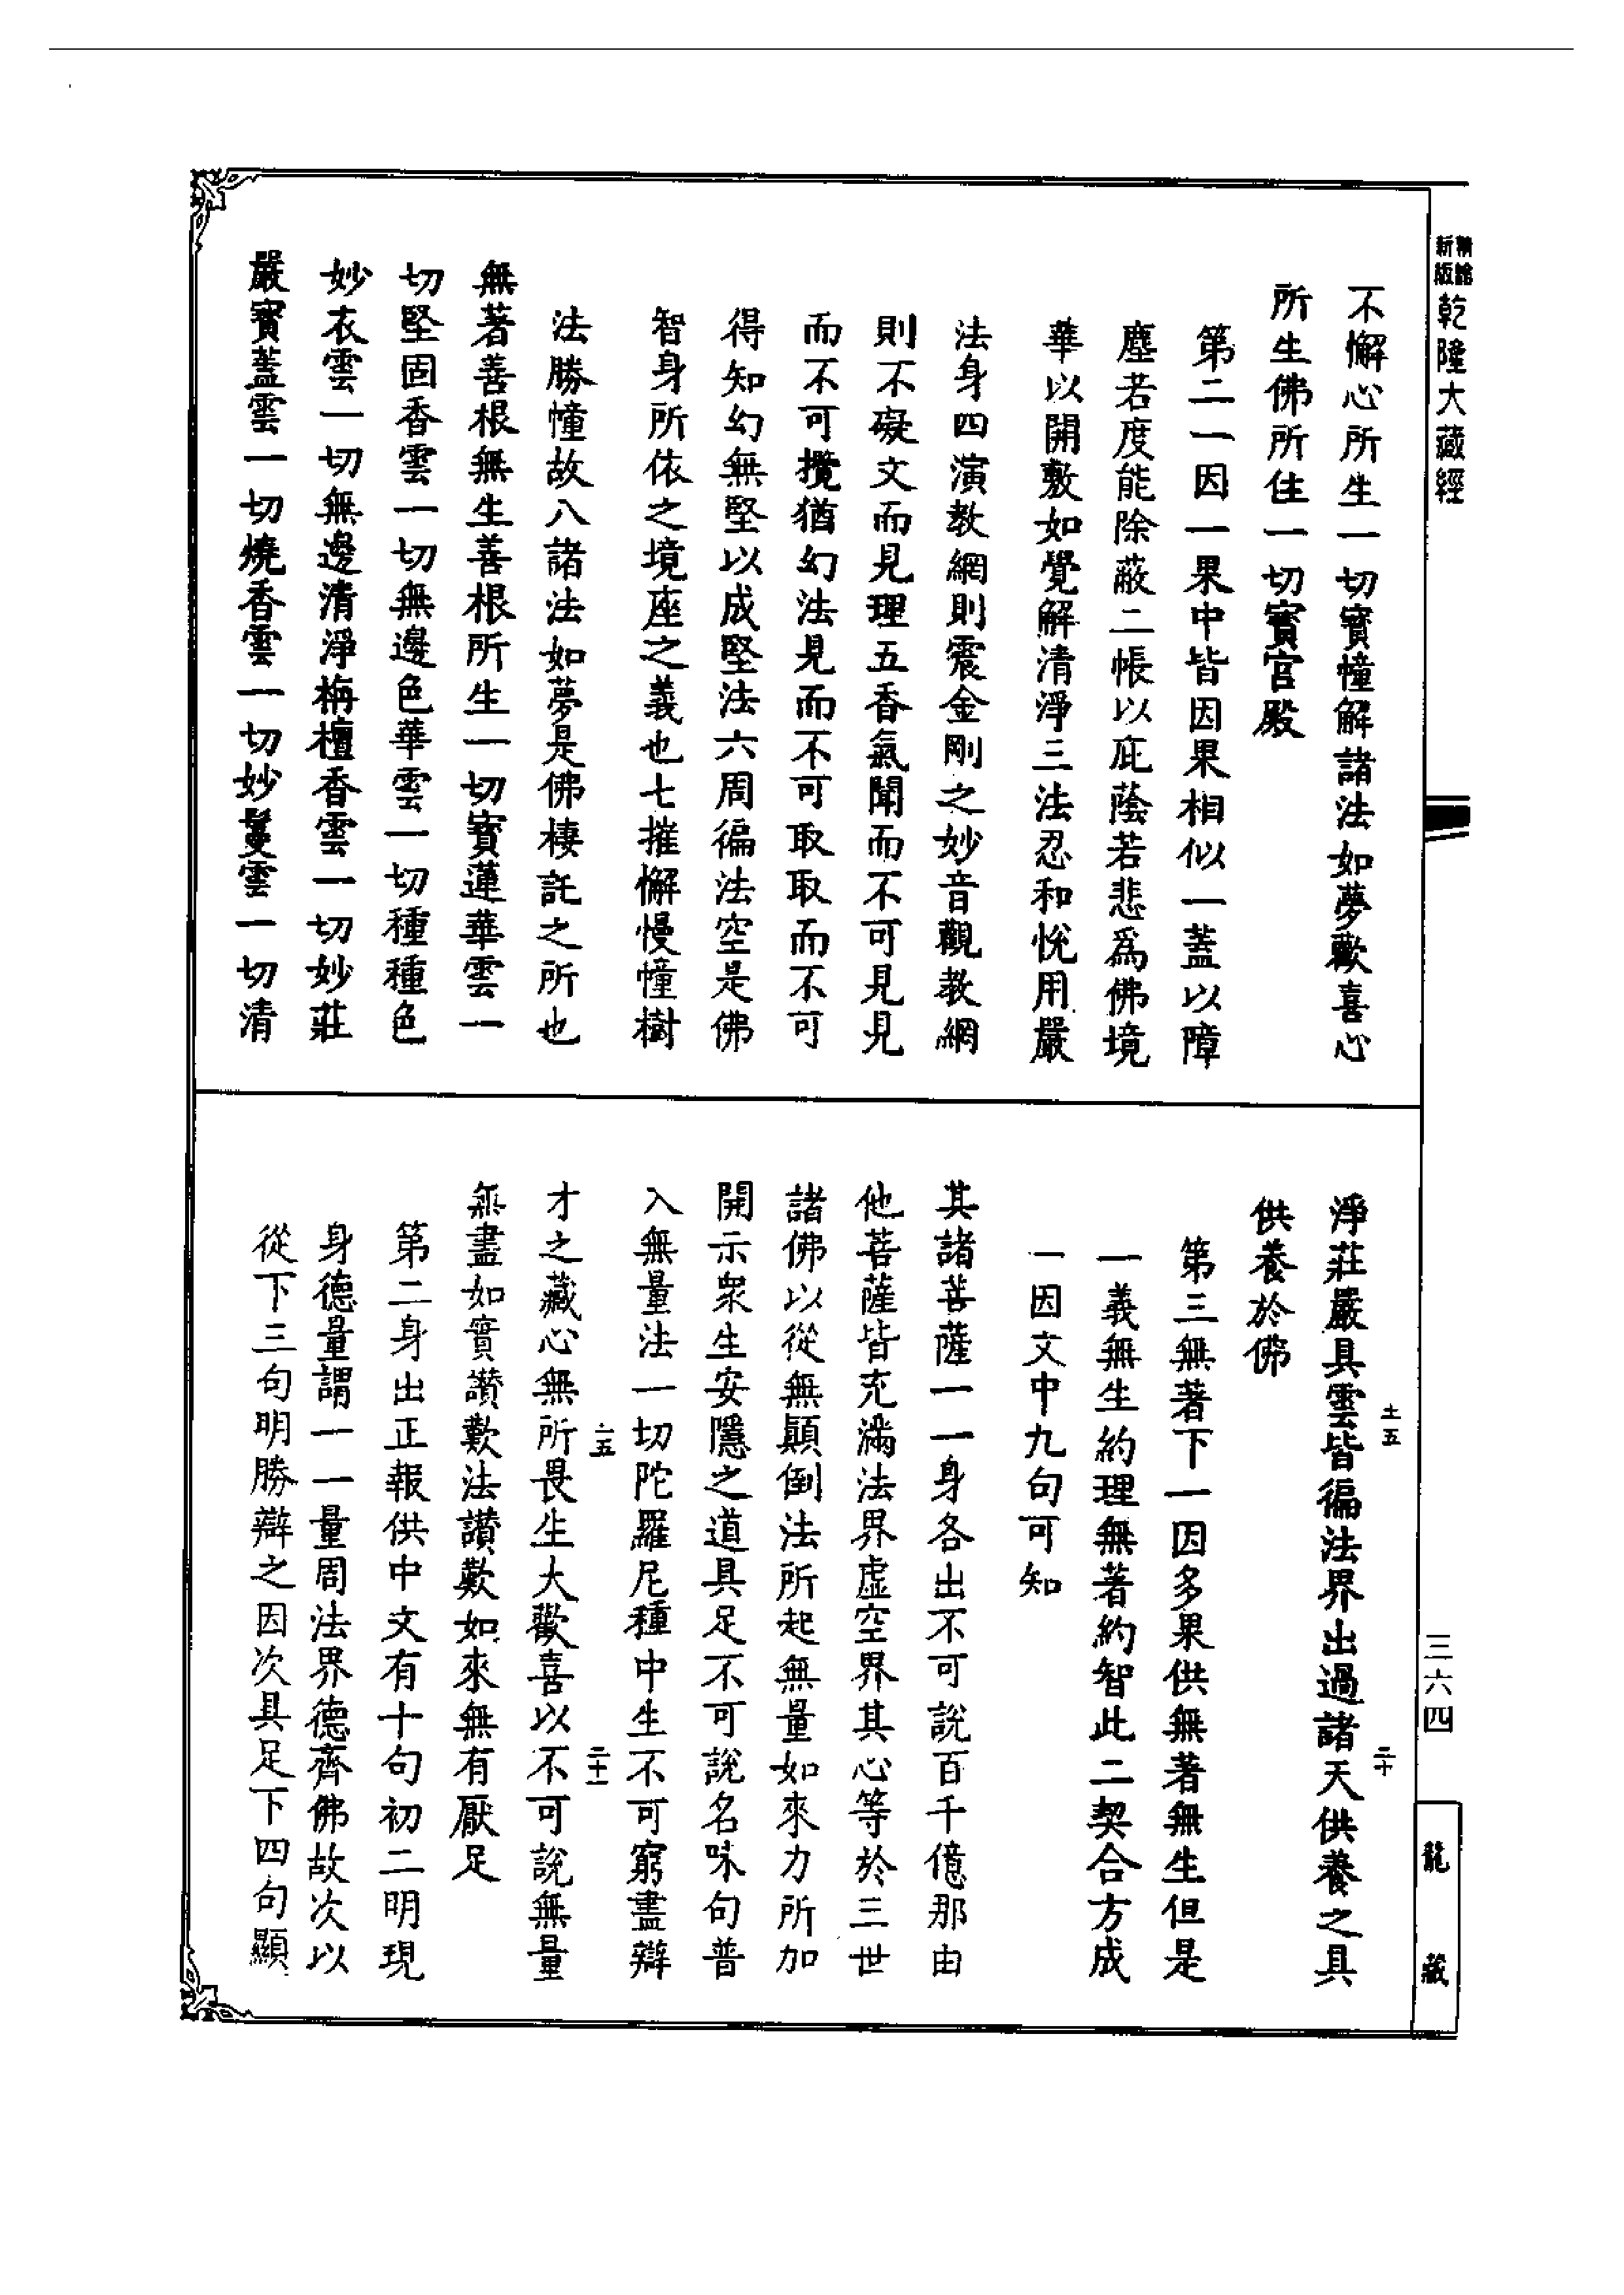 新版
精諡
乾隆大藏經
不懈心所生一切寶幢解諸法如夢歡喜心
所生佛所住一切寶宮殿
第二一因一果中皆因果相似一蓋以障
塵若度能除蔽二帳以庇蔭若悲為佛境
華以開敷如覺解清淨三法忍和悅用嚴
法身四演教網則震金剛之妙音觀教網
則不礙文而見理五香氣聞而不可見見
而不可攬猶幻法見而不可取取而不可
得知幻無堅以成堅法六周徧法空是佛
智身所依之境座之義也七摧懈慢幢樹
法勝幢故八諸法如夢是佛棲託之所也
無著善根無生善根所生一切寶蓮華雲一
切堅固香雲一切無邊色華雲一切種種色
妙衣雲一切無邊清淨栴檀香雲一切妙莊
嚴寶蓋雲一切燒香雲一切妙鬘雲一切清
淨莊嚴具雲皆徧法界出過諸天供養之具
供養於佛
第三無著下一因多果供無著無生但是
一義無生約理無著約智此二契合方成
一因文中九句可知
其諸菩薩一一身各出不可說百千億那由
他菩薩皆充滿法界虛空界其心等於三世
諸佛以從無顛倒法所起無量如來力所加
開示眾生安隱之道具足不可說名味句普
入無量法一切陀羅尼種中生不可窮盡辯
才之藏心無所畏生大歡喜以不可說無量
無盡如實讚歎法讚歎如來無有厭足
第二身出正報供中文有十句初二明現
身德量謂一一量周法界德齊佛故次以
從下三句明勝辯之因次具足下四句顯
三六四
龍藏